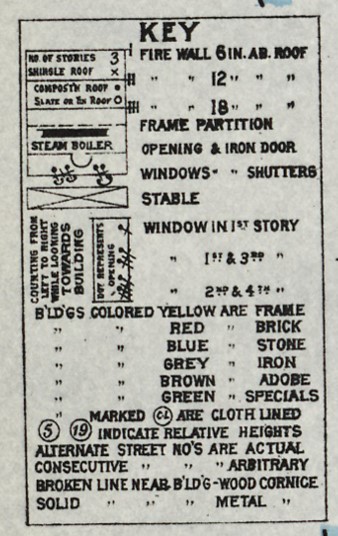 KEY
NO. OF STORIES 3
SHINGLE ROOF x
COMPOSTN ROOF •
SLATE OR TIN ROOF O
STEAM BOILER
FIRE WALL 6 IN. AB. ROOF
" " 12 " " "
" " 18 " " "
FRAME PARTITION
OPENING & IRON DOOR
WINDOWS " " SHUTTERS
STABLE
COUNTING FROM
LEFT TO RIGHT
WHILE LOOKING
TOWARDS
BUILDING
DOT REPRESENTS
OPENING
WINDOW IN 1ST STORY
" 1ST & 3RD "
" 2ND & 4TH "
B'LD'GS COLORED YELLOW ARE FRAME
" " RED " BRICK
" " BLUE " STONE
" " GREY " IRON
" " BROWN " ADOBE
" " GREEN " SPECIALS
" MARKED CL ARE CLOTH LINED
5 19 INDICATE RELATIVE HEIGHTS
ALTERNATE STREET NO'S ARE ACTUAL
CONSECUTIVE " " " ARBITRARY
BROKEN LINE NEAR B'LD'G-WOOD CORNICE
SOLID " " " METAL "